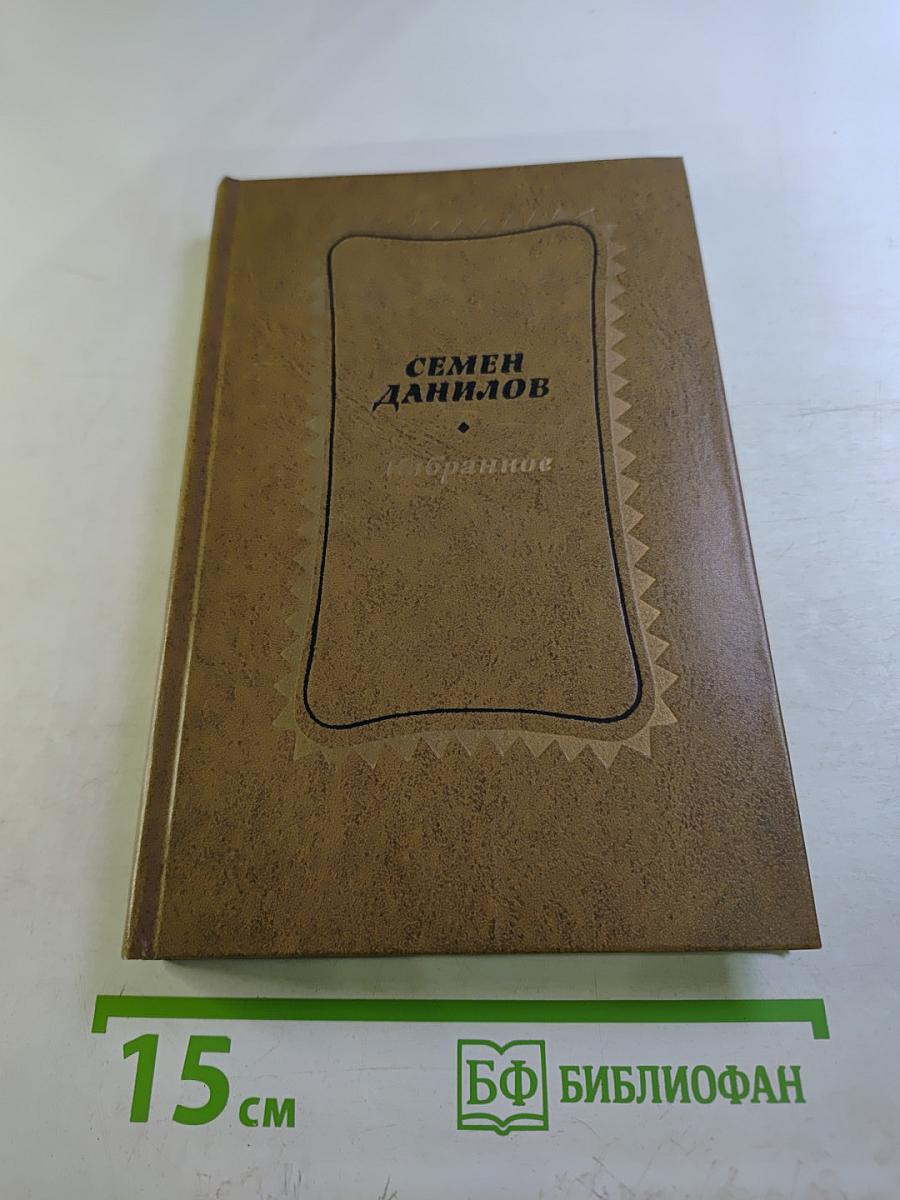 СЕМЕН
ДАНИЛОВ
Избранное
15 см
БФ БИБЛИОФАН